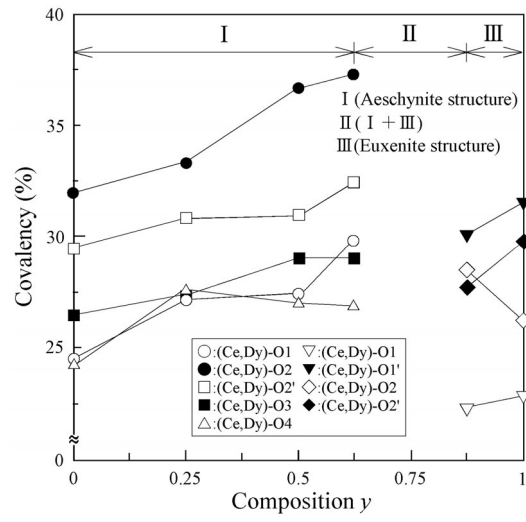 40
35
30
25
0
Covalency (%)
Ⅰ
Ⅱ
Ⅲ
Ⅰ (Aeschynite structure)
Ⅱ ( Ⅰ + Ⅲ)
Ⅲ(Euxenite structure)
○:(Ce,Dy)-O1
●:(Ce,Dy)-O2
□:(Ce,Dy)-O2'
■:(Ce,Dy)-O3
△:(Ce,Dy)-O4
▽:(Ce,Dy)-O1
▼:(Ce,Dy)-O1'
◇:(Ce,Dy)-O2
◆:(Ce,Dy)-O2'
0
0.25
0.5
0.75
1
Composition y